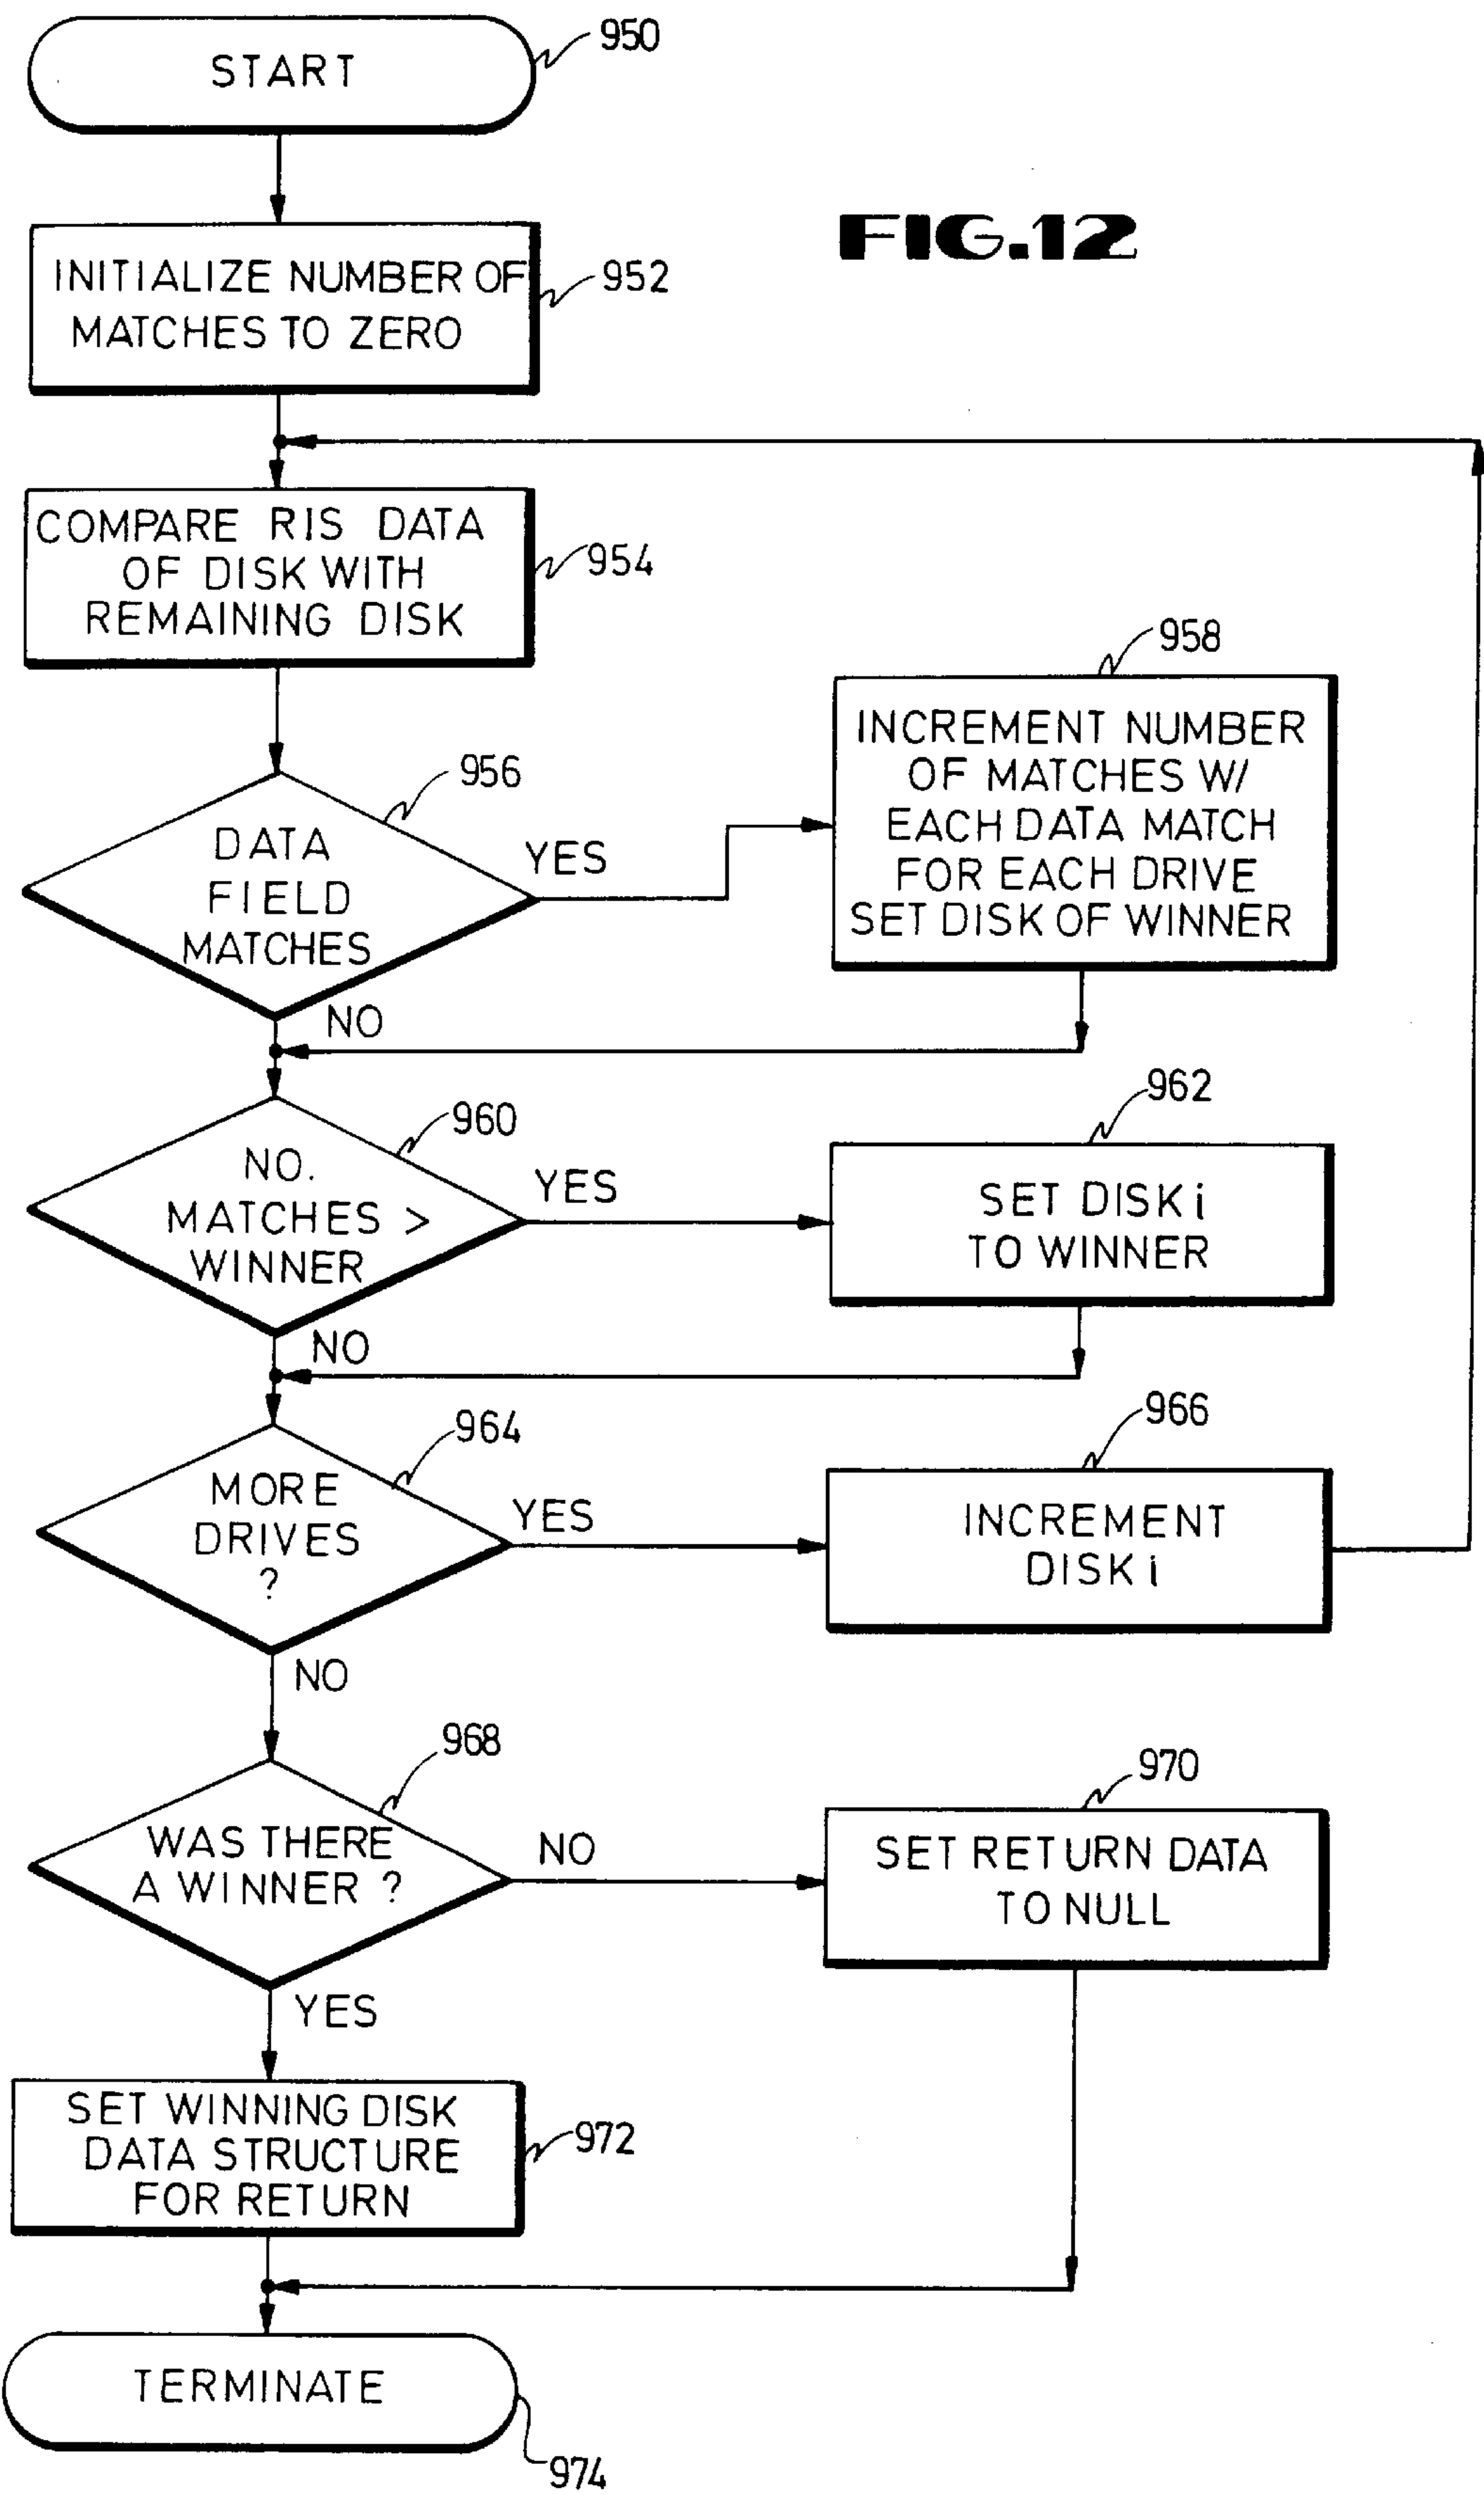 START
950
INITIALIZE NUMBER OF
MATCHES TO ZERO
952
FIG.12
COMPARE RIS DATA
OF DISK WITH
REMAINING DISK
954
DATA
FIELD
MATCHES
956
YES
NO
INCREMENT NUMBER
OF MATCHES W/
EACH DATA MATCH
FOR EACH DRIVE
SET DISK OF WINNER
958
NO.
MATCHES >
WINNER
960
YES
NO
SET DISK i
TO WINNER
962
MORE
DRIVES
?
964
YES
NO
INCREMENT
DISK i
966
WAS THERE
A WINNER ?
968
NO
YES
SET RETURN DATA
TO NULL
970
SET WINNING DISK
DATA STRUCTURE
FOR RETURN
972
TERMINATE
974